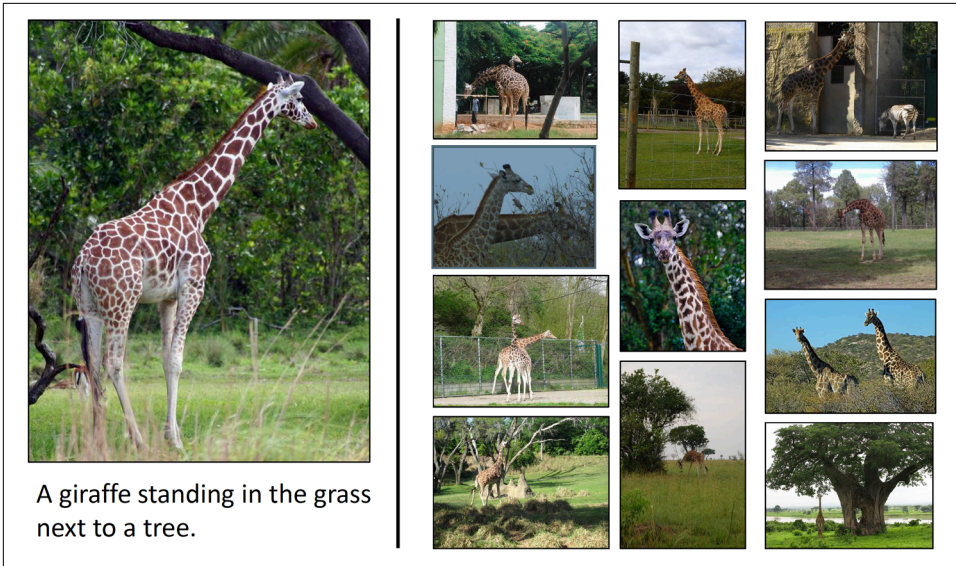 A giraffe standing in the grass
next to a tree.